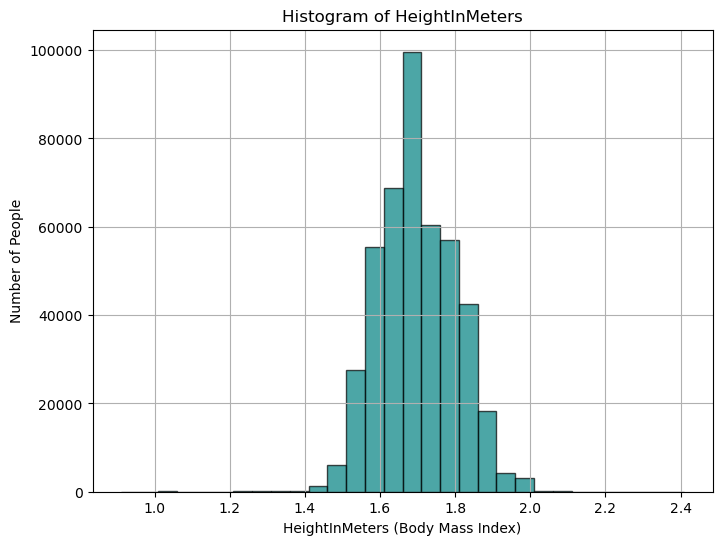 Histogram of HeightInMeters
100000
80000
60000
40000
20000
0
Number of People
1.0 1.2 1.4 1.6 1.8 2.0 2.2 2.4
HeightInMeters (Body Mass Index)